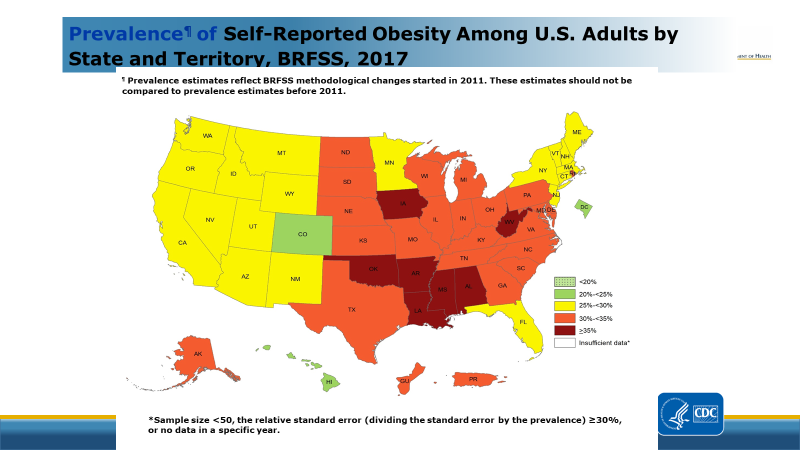 Prevalence¶ of Self-Reported Obesity Among U.S. Adults by
State and Territory, BRFSS, 2017
MENT OF HEALTH
¶ Prevalence estimates reflect BRFSS methodological changes started in 2011. These estimates should not be
compared to prevalence estimates before 2011.
WA
OR
ID
MT
WY
NV
CA
UT
AZ
CO
NM
ND
SD
NE
KS
OK
TX
MN
IA
MO
AR
LA
WI
IL
MS
MI
IN
OH
KY
TN
AL
GA
FL
SC
NC
VA
WV
PA
MD
DE
NJ
NY
CT
MA
VT
NH
ME
DC
AK
HI
GU
PR
<20%
20%-<25%
25%-<30%
30%-<35%
≥35%
Insufficient data*
*Sample size <50, the relative standard error (dividing the standard error by the prevalence) ≥30%,
or no data in a specific year.
CDC